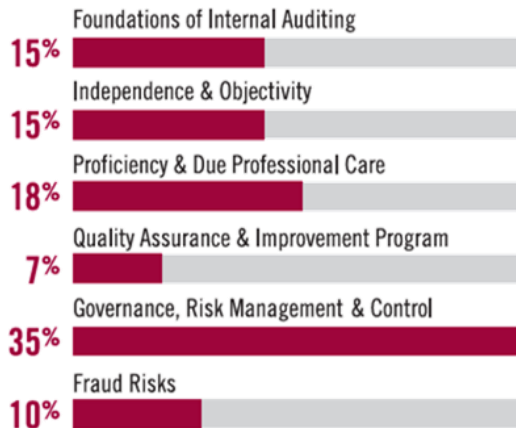 Foundations of Internal Auditing
15%
Independence & Objectivity
15%
Proficiency & Due Professional Care
18%
Quality Assurance & Improvement Program
7%
Governance, Risk Management & Control
35%
Fraud Risks
10%